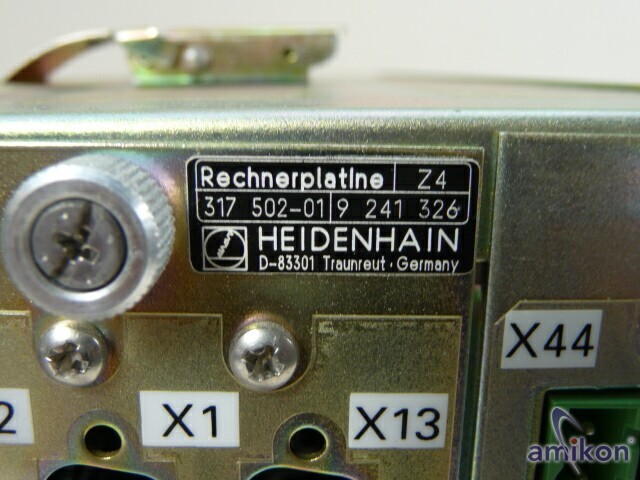 Rechnerplatine Z4
317 502-01 9 241 326
HEIDENHAIN
D-83301 Traunreut · Germany
X44
2 X1 X13
amikon